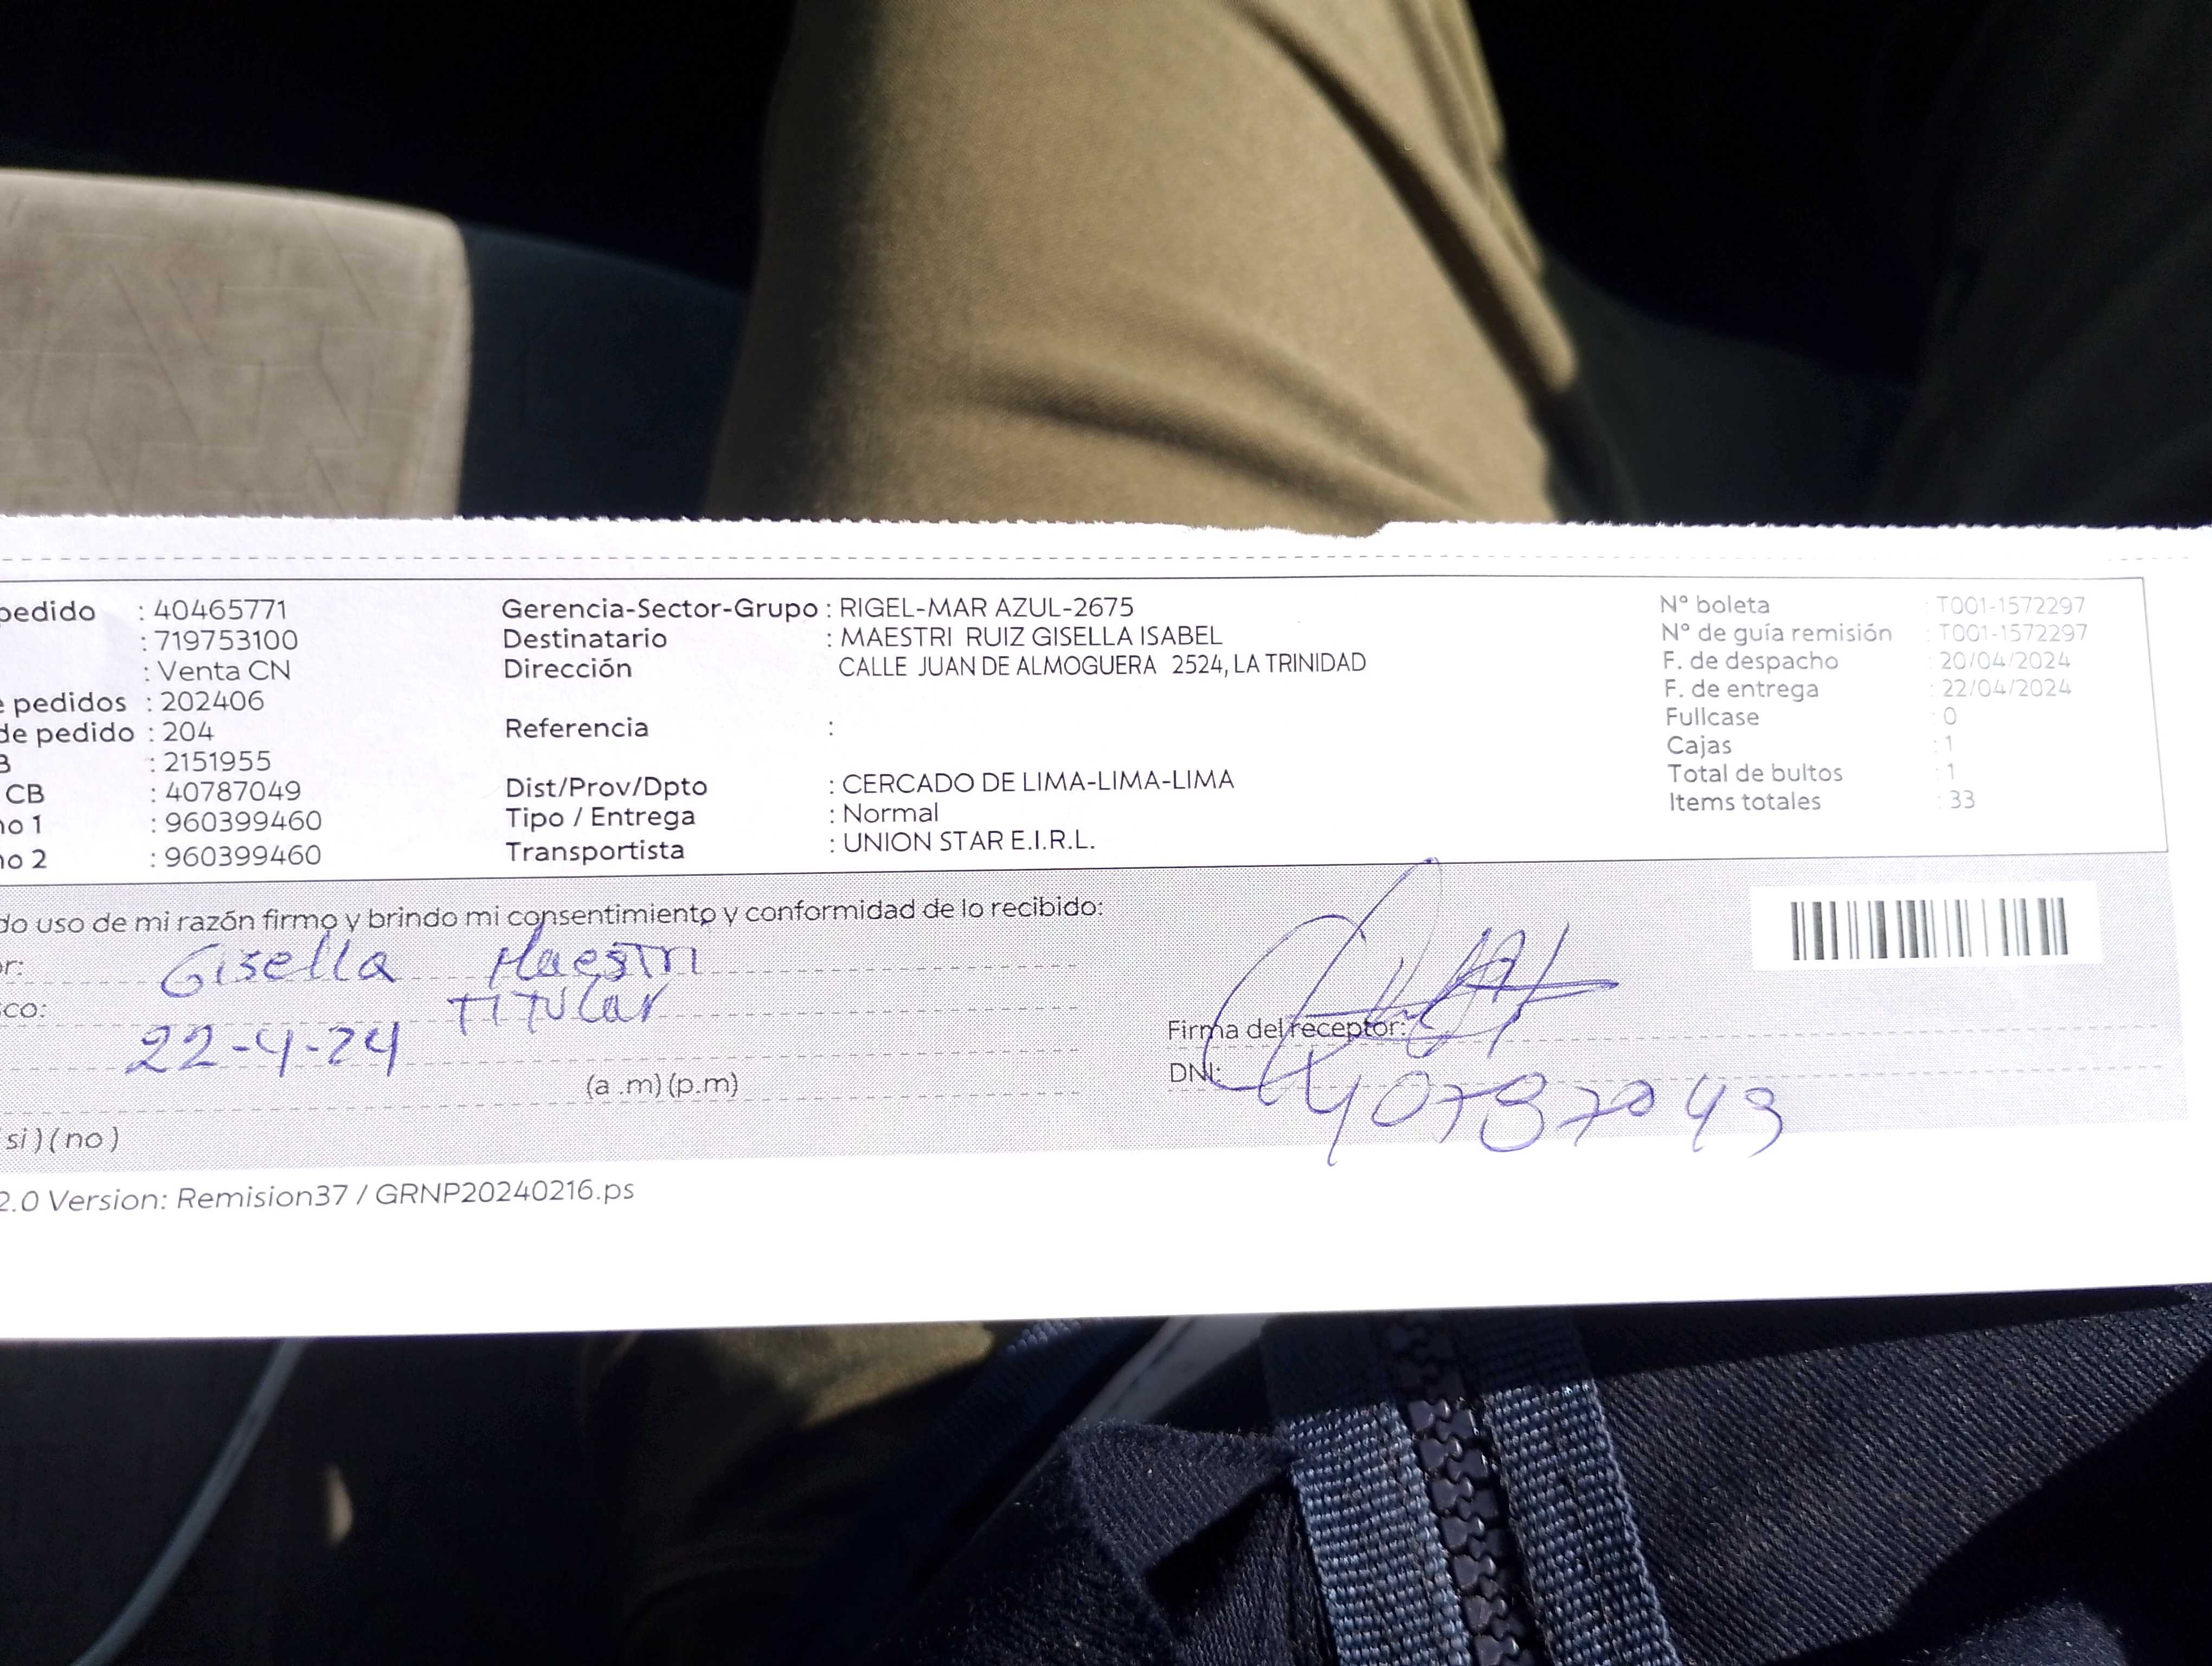 pedido : 40465771
: 719753100
: Venta CN
e pedidos : 202406
de pedido : 204
B : 2151955
CB : 40787049
no 1 : 960399460
no 2 : 960399460
Gerencia-Sector-Grupo : RIGEL-MAR AZUL-2675
Destinatario : MAESTRI RUIZ GISELLA ISABEL
Dirección CALLE JUAN DE ALMOGUERA 2524, LA TRINIDAD
Referencia :
Dist/Prov/Dpto : CERCADO DE LIMA-LIMA-LIMA
Tipo / Entrega : Normal
Transportista : UNION STAR E.I.R.L.
N° boleta : T001-1572297
N° de guía remisión : T001-1572297
F. de despacho : 20/04/2024
F. de entrega : 22/04/2024
Fullcase : 0
Cajas : 1
Total de bultos : 1
Items totales : 33
do uso de mi razón firmo y brindo mi consentimiento y conformidad de lo recibido:
or: Gisella Maestri
co: TITULar
22-4-24
(a .m) (p.m)
si ) ( no )
Firma del receptor:
DNI: 40787049
2.0 Version: Remision37 / GRNP20240216.ps